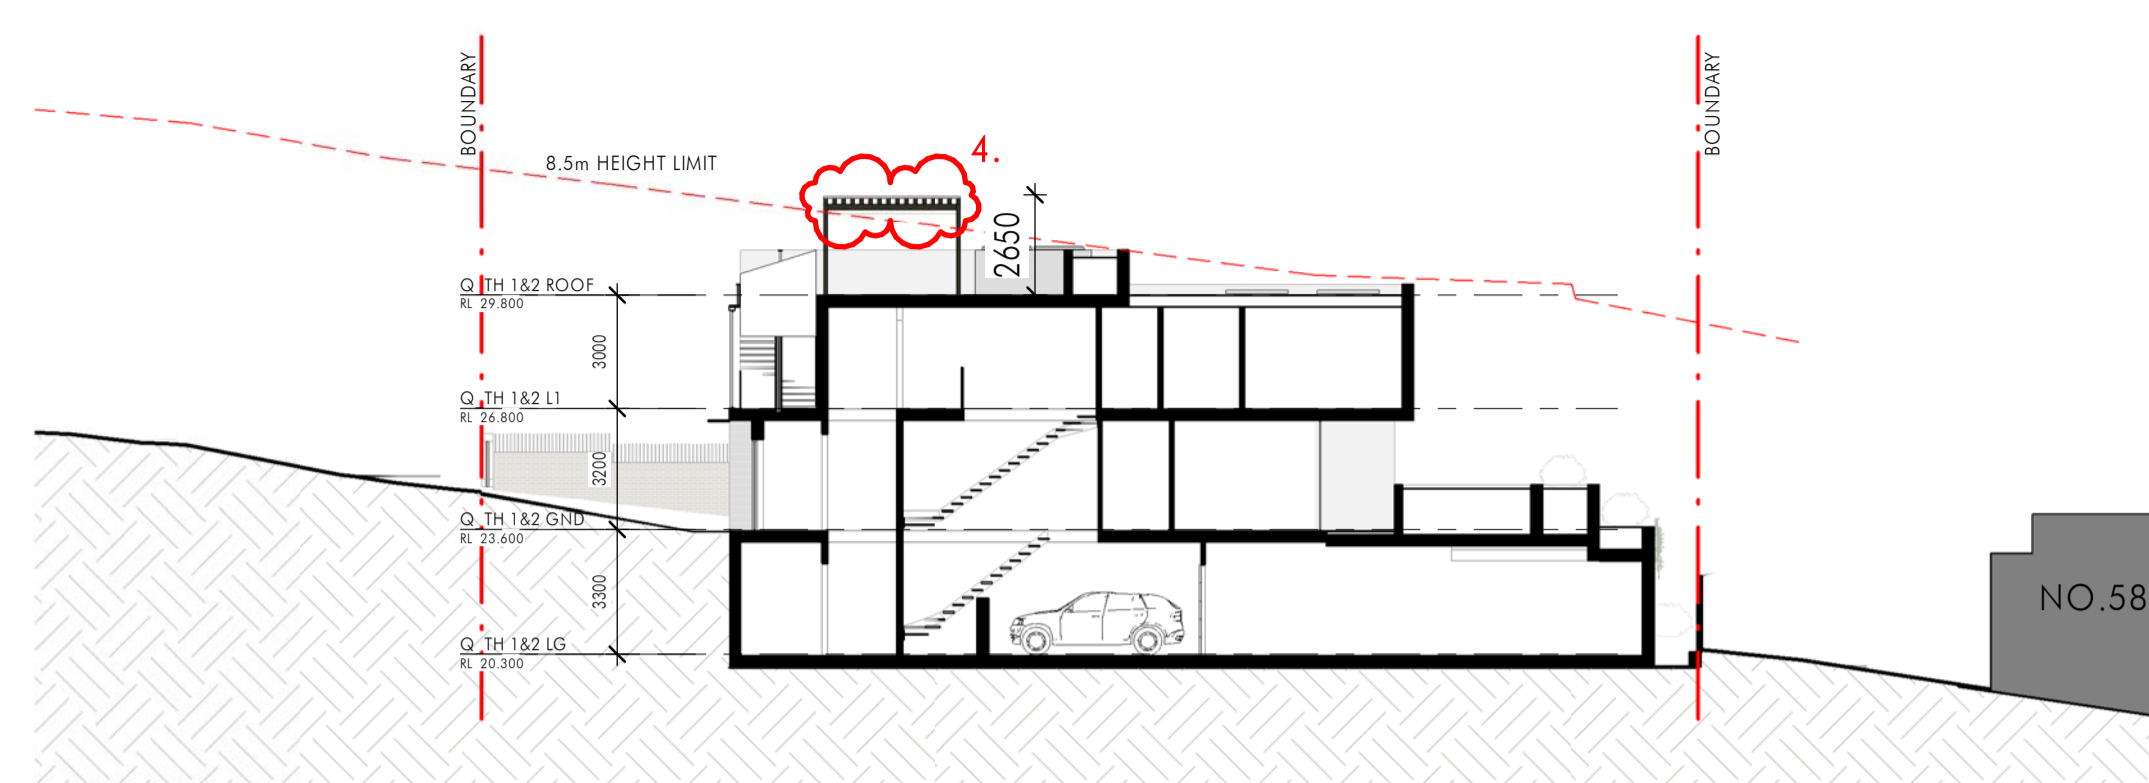 BOUNDARY
BOUNDARY
4.
8.5m HEIGHT LIMIT
2650
Q TH 1&2 ROOF
RL 29.800
3000
Q TH 1&2 L1
RL 26.800
3200
Q TH 1&2 GND
RL 23.600
3300
NO.58
Q TH 1&2 LG
RL 20.300